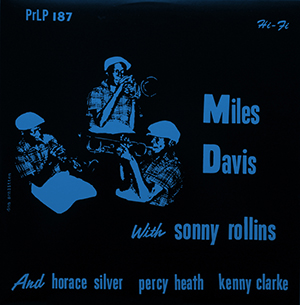 PrLP 187
Hi-Fi
Miles
Davis
With sonny rollins
And horace silver percy heath kenny clarke